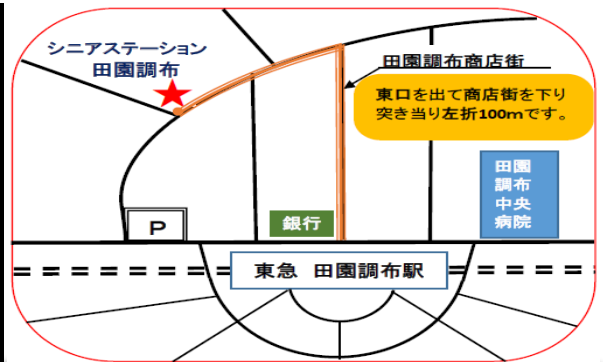 シニアステーション
田園調布
田園調布商店街
東口を出て商店街を下り
突き当り左折100mです。
田園
調布
中央
病院
銀行
P
東急 田園調布駅